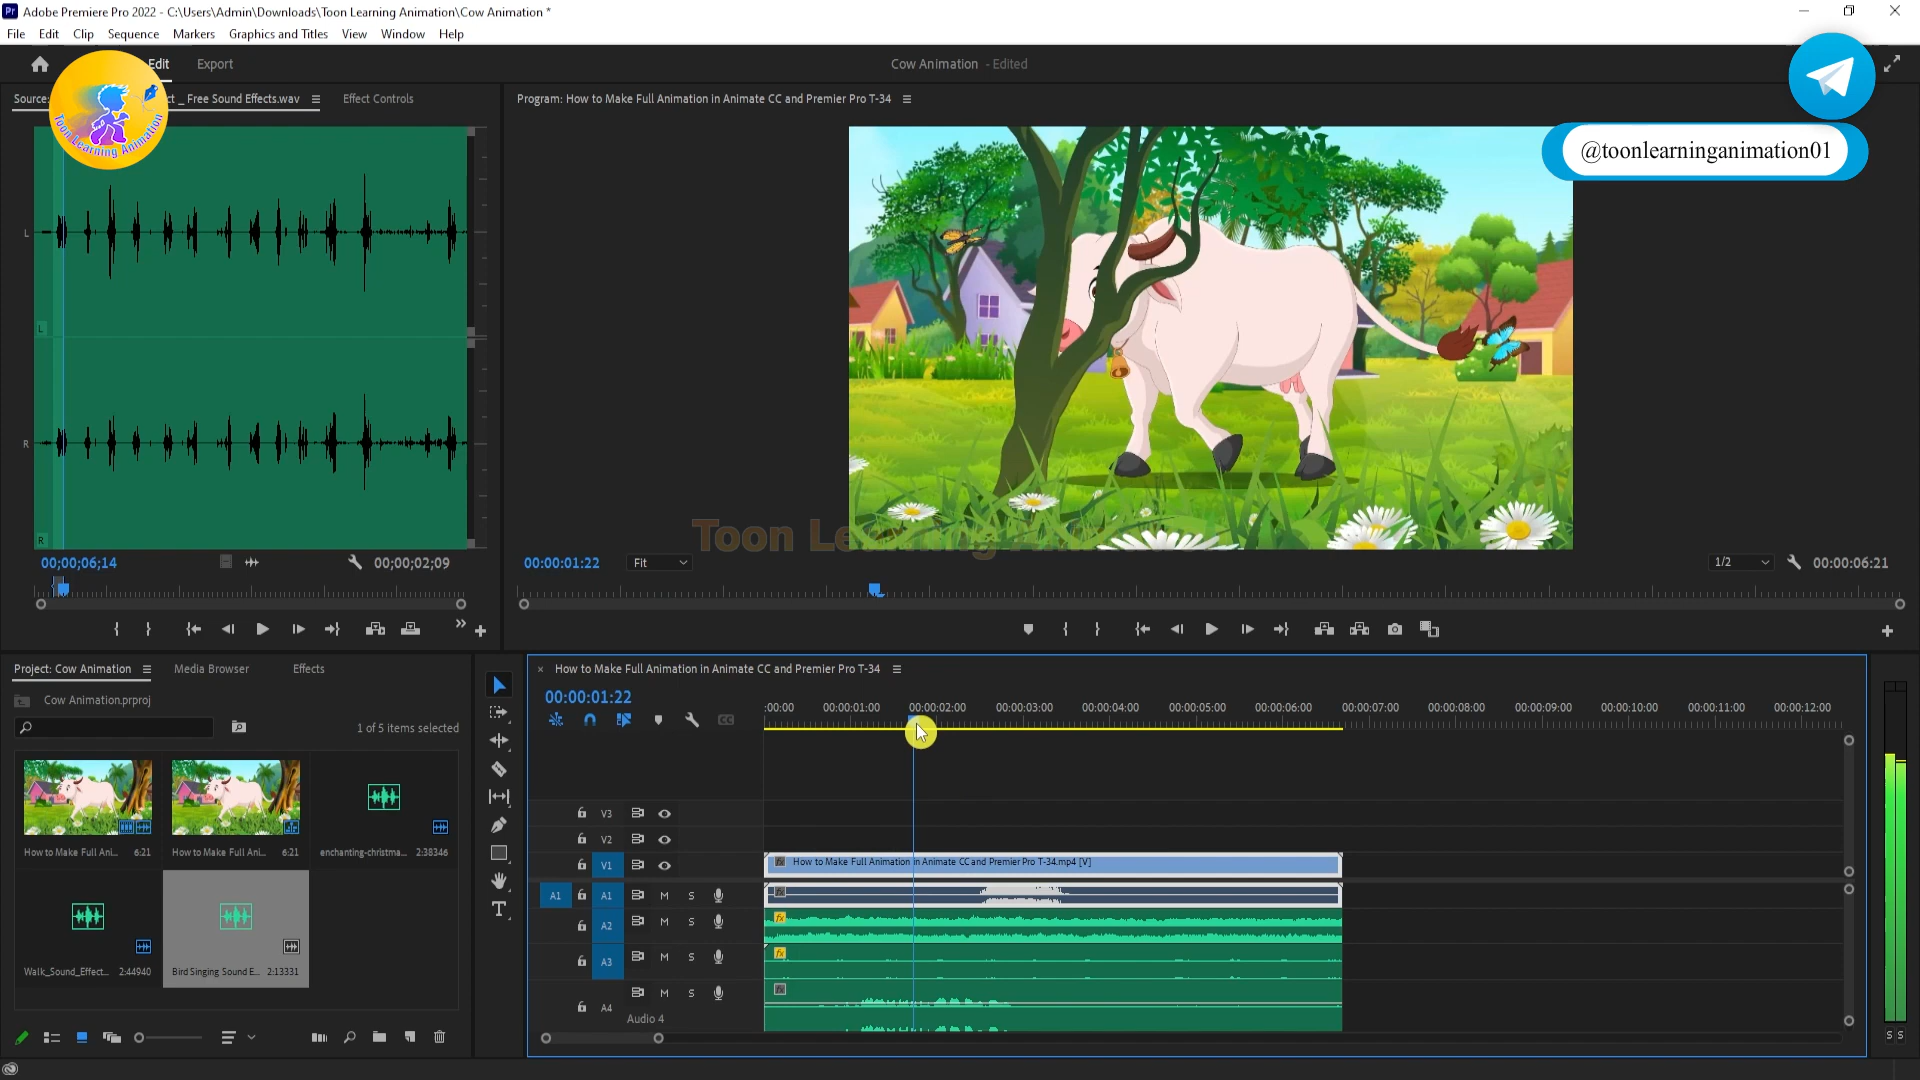 Adobe Premiere Pro 2022 - C:\Users\Admin\Downloads\Toon Learning Animation\Cow Animation *
File Edit Clip Sequence Markers Graphics and Titles View Window Help
Edit Export
Cow Animation - Edited
Toon Learning Animation
@toonlearninganimation01
Source: ct _ Free Sound Effects.wav Effect Controls
Program: How to Make Full Animation in Animate CC and Premier Pro T-34
L
L
R
R
Toon Learning
00;00;06;14 00;00;02;09
00:00:01:22 Fit 1/2 00:00:06:21
Project: Cow Animation Media Browser Effects
Cow Animation.prproj
1 of 5 items selected
How to Make Full Ani... 6:21
How to Make Full Ani... 6:21
enchanting-christma... 2:38346
Walk_Sound_Effect... 2:44940
Bird Singing Sound E... 2:13331
× How to Make Full Animation in Animate CC and Premier Pro T-34
00:00:01:22
:00:00 00:00:01:00 00:00:02:00 00:00:03:00 00:00:04:00 00:00:05:00 00:00:06:00 00:00:07:00 00:00:08:00 00:00:09:00 00:00:10:00 00:00:11:00 00:00:12:00
V3
V2
V1 fx How to Make Full Animation in Animate CC and Premier Pro T-34.mp4 [V]
A1 A1 M S fx
A2 M S fx
A3 M S fx
A4 M S fx
Audio 4
S S